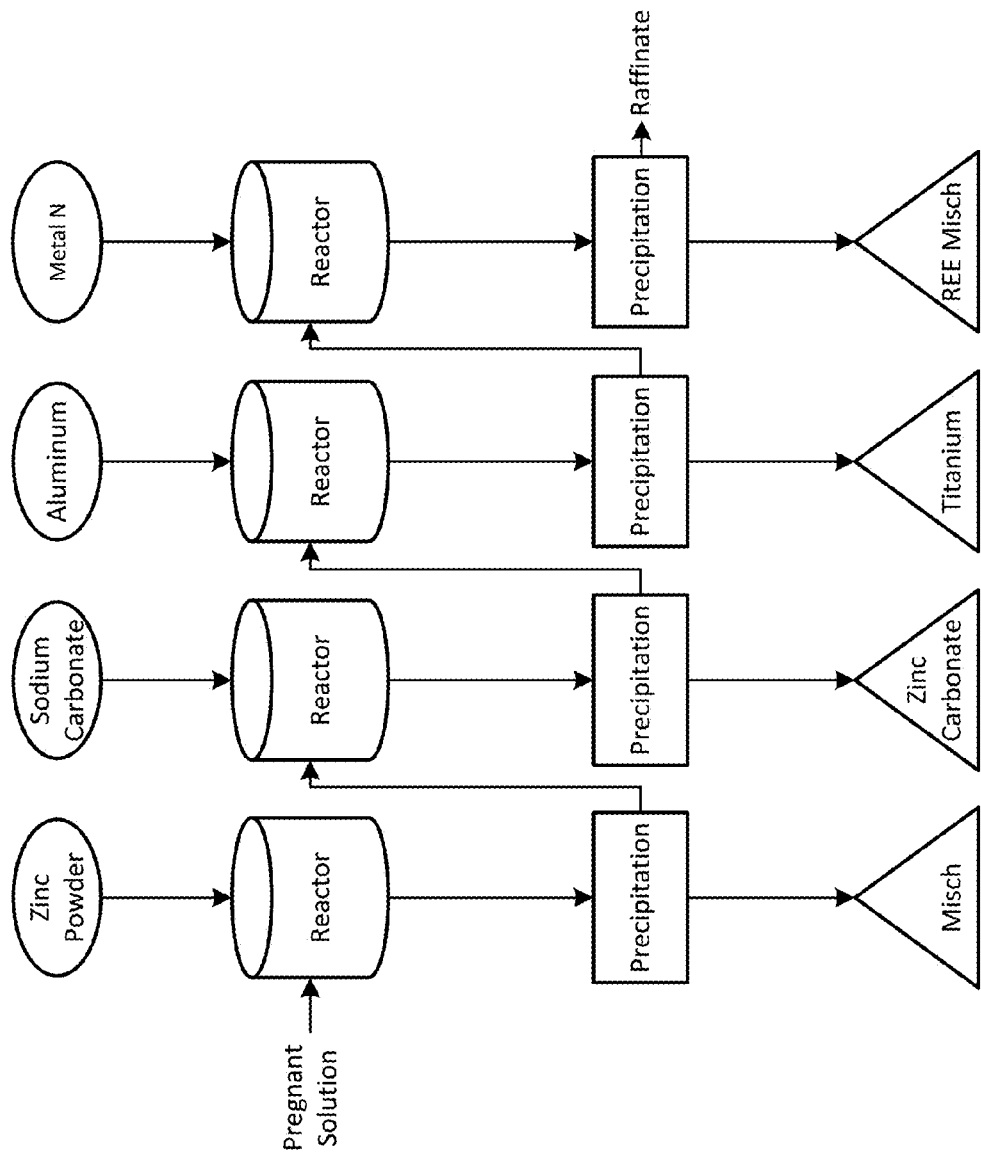 Zinc
Powder
Sodium
Carbonate
Aluminum
Metal N
Pregnant
Solution
Reactor
Reactor
Reactor
Reactor
Precipitation
Precipitation
Precipitation
Precipitation
Raffinate
Misch
Zinc
Carbonate
Titanium
REE Misch